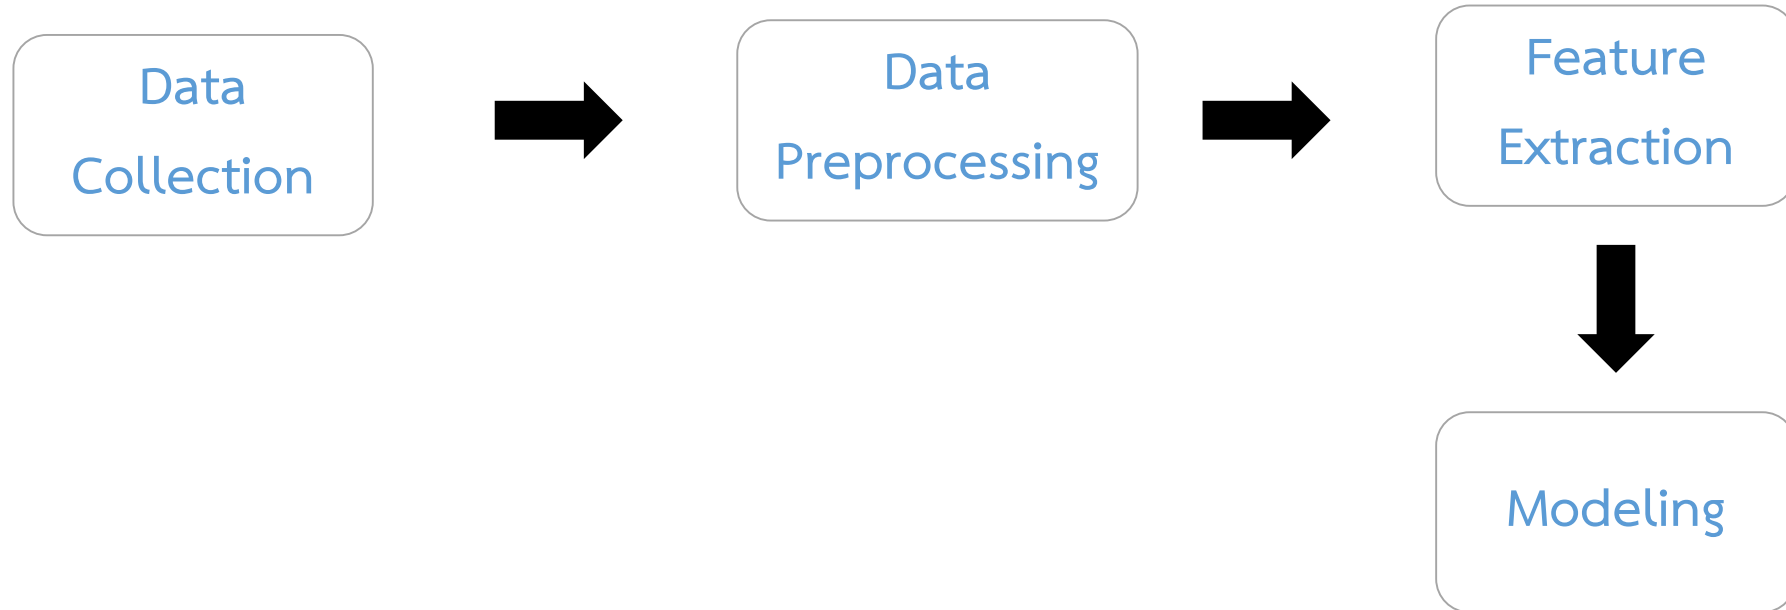 Data
Collection
Data
Preprocessing
Feature
Extraction
Modeling